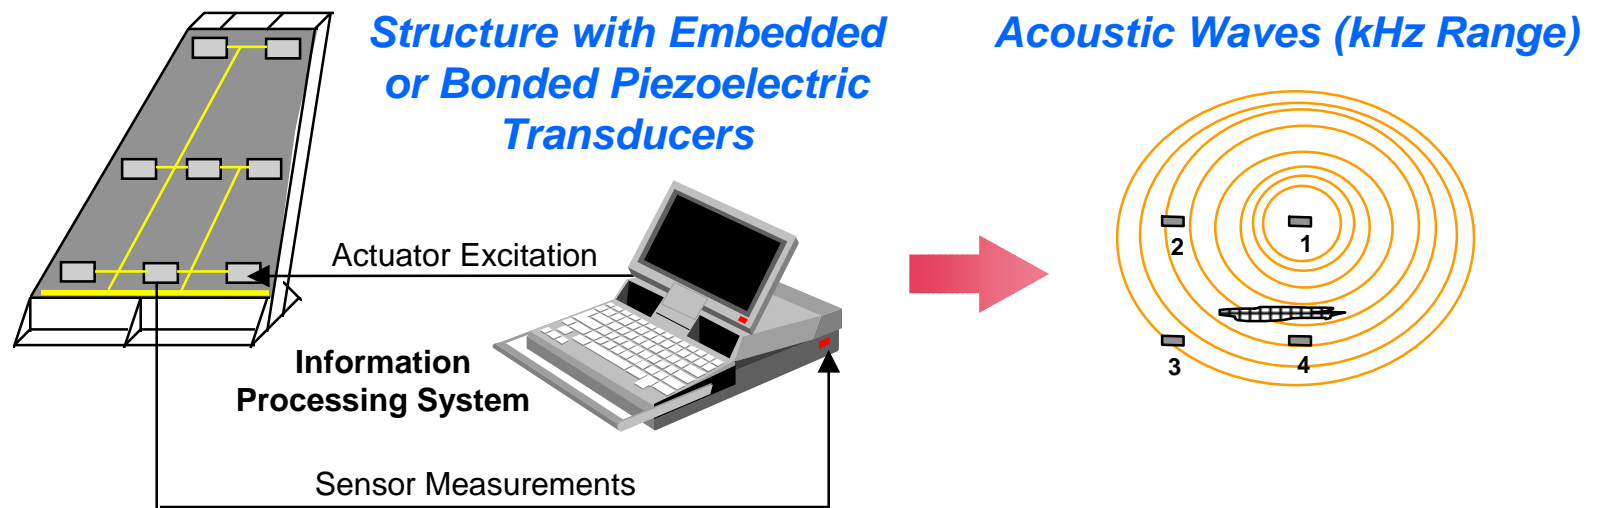 Structure with Embedded
or Bonded Piezoelectric
Transducers
Acoustic Waves (kHz Range)
Actuator Excitation
Information
Processing System
Sensor Measurements
1
2
3
4